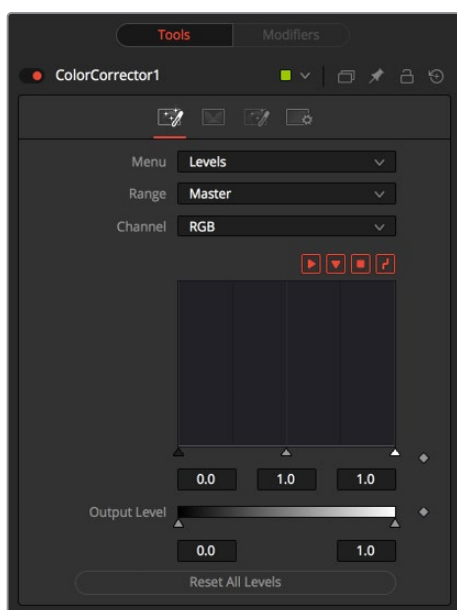 Tools Modifiers
ColorCorrector1
Menu Levels
Range Master
Channel RGB
0.0 1.0 1.0
Output Level
0.0 1.0
Reset All Levels